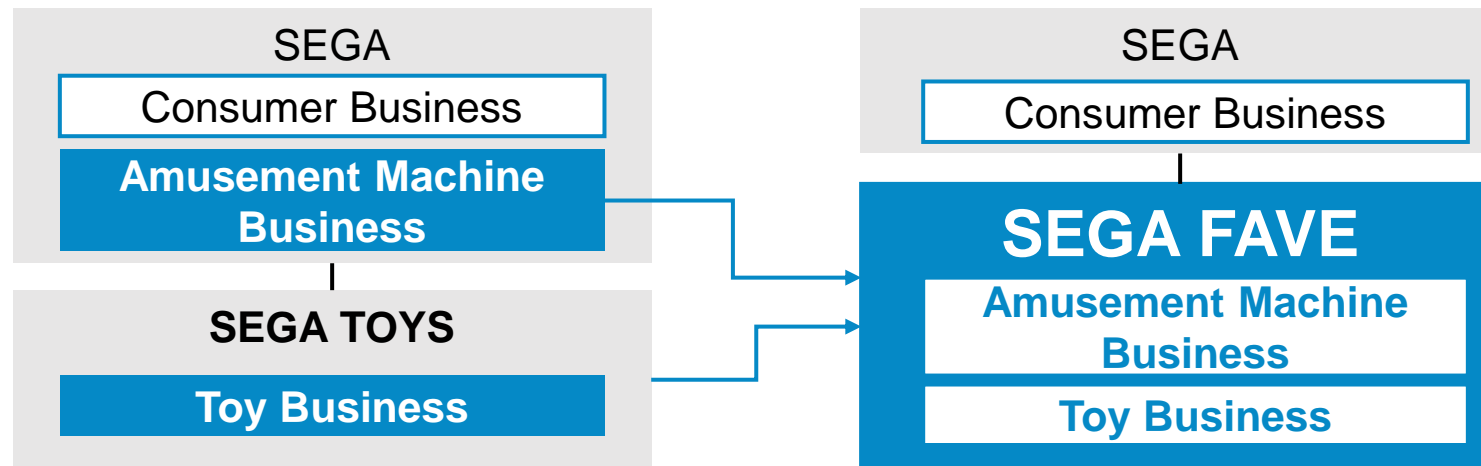 SEGA
Consumer Business
Amusement Machine
Business
SEGA TOYS
Toy Business
SEGA
Consumer Business
SEGA FAVE
Amusement Machine
Business
Toy Business